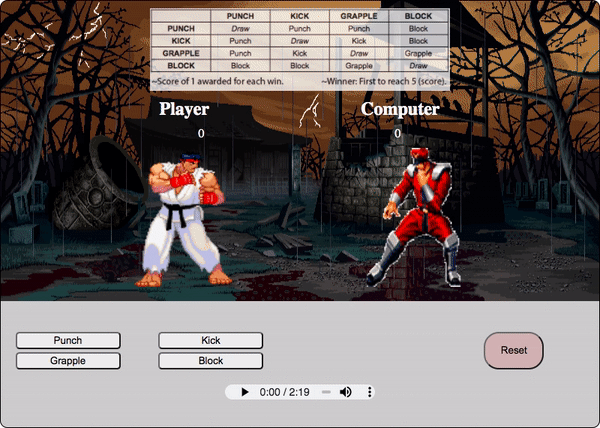 PUNCH KICK GRAPPLE BLOCK
PUNCH Draw Punch Punch Block
KICK Punch Draw Kick Block
GRAPPLE Punch Kick Draw Grapple
BLOCK Block Block Grapple Draw
~Score of 1 awarded for each win. ~Winner: First to reach 5 (score).
Player Computer
0 0
Punch Kick
Grapple Block
Reset
0:00 / 2:19